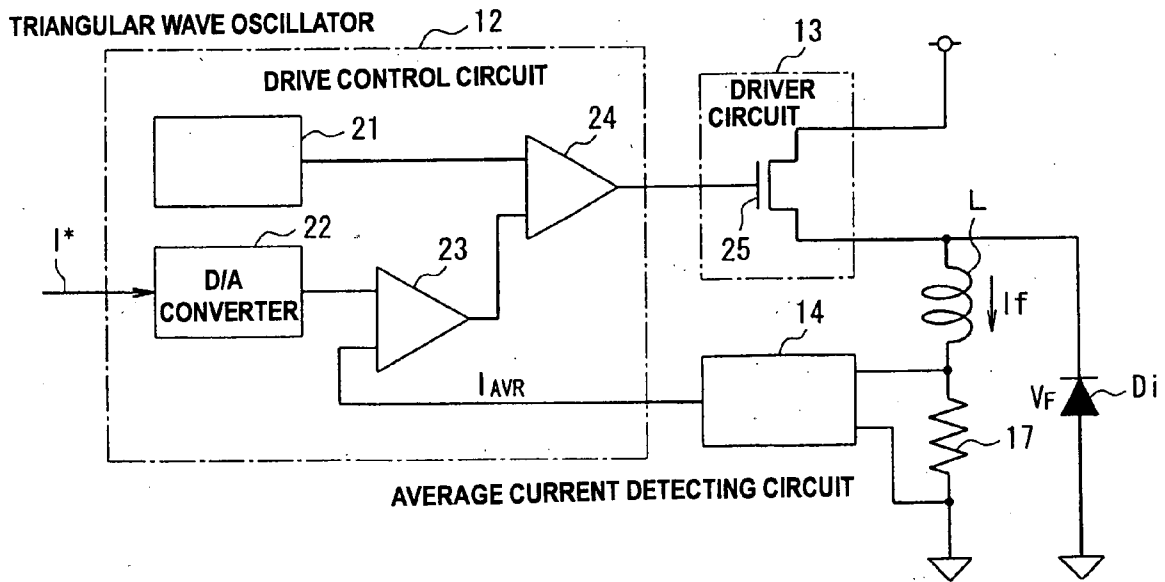 TRIANGULAR WAVE OSCILLATOR
12
13
DRIVE CONTROL CIRCUIT
DRIVER
CIRCUIT
21
24
I*
22
23
25
L
D/A
CONVERTER
If
14
IAVR
VF
Di
17
AVERAGE CURRENT DETECTING CIRCUIT